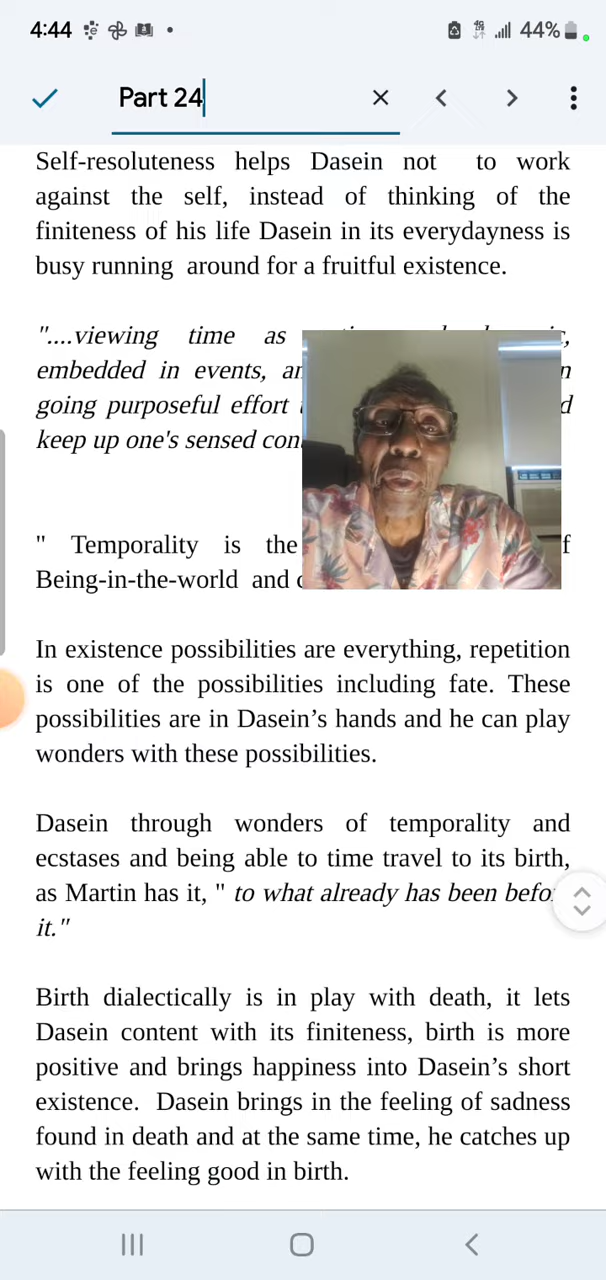 4:44
4G
44%
Part 24
Self-resoluteness helps Dasein not to work
against the self, instead of thinking of the
finiteness of his life Dasein in its everydayness is
busy running around for a fruitful existence.
"....viewing time as
embedded in events,
going purposeful effort
keep up one's sensed
" Temporality is the
Being-in-the-world and
In existence possibilities are everything, repetition
is one of the possibilities including fate. These
possibilities are in Dasein’s hands and he can play
wonders with these possibilities.
Dasein through wonders of temporality and
ecstases and being able to time travel to its birth,
as Martin has it, " to what already has been
it."
Birth dialectically is in play with death, it lets
Dasein content with its finiteness, birth is more
positive and brings happiness into Dasein’s short
existence. Dasein brings in the feeling of sadness
found in death and at the same time, he catches up
with the feeling good in birth.